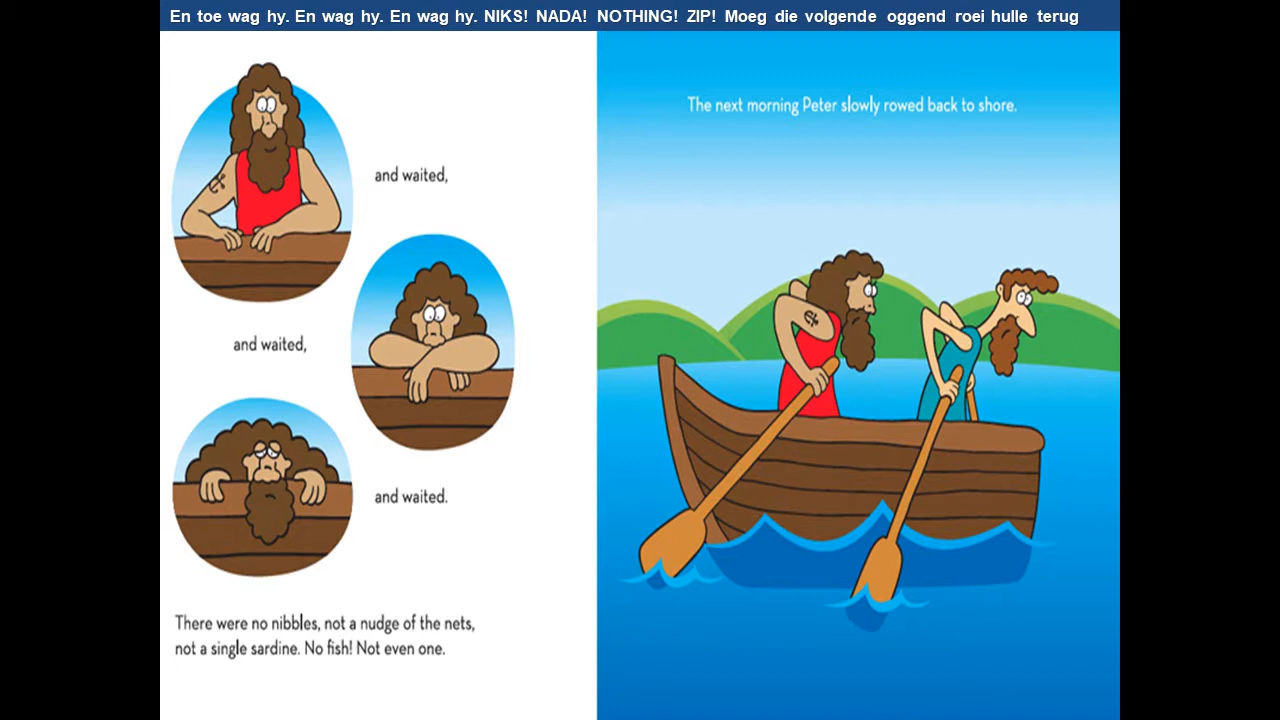 En toe wag hy. En wag hy. En wag hy. NIKS! NADA! NOTHING! ZIP! Moeg die volgende oggend roei hulle terug
and waited,
and waited,
and waited.
There were no nibbles, not a nudge of the nets,
not a single sardine. No fish! Not even one.
The next morning Peter slowly rowed back to shore.